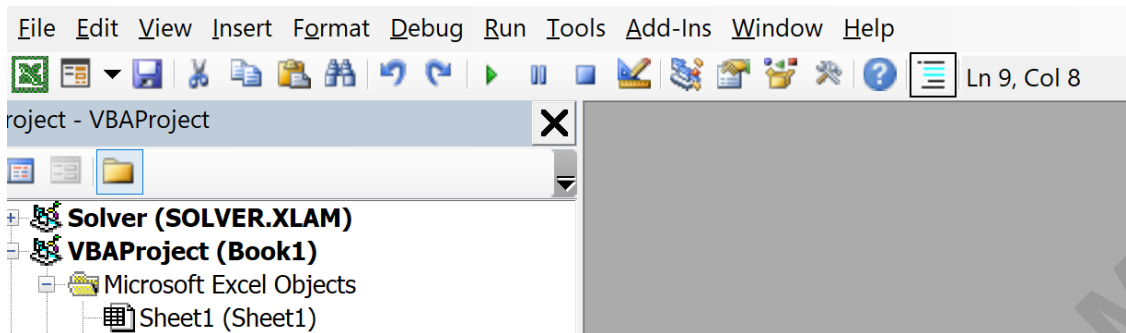 File Edit View Insert Format Debug Run Tools Add-Ins Window Help
Ln 9, Col 8
roject - VBAProject
Solver (SOLVER.XLAM)
VBAProject (Book1)
Microsoft Excel Objects
Sheet1 (Sheet1)